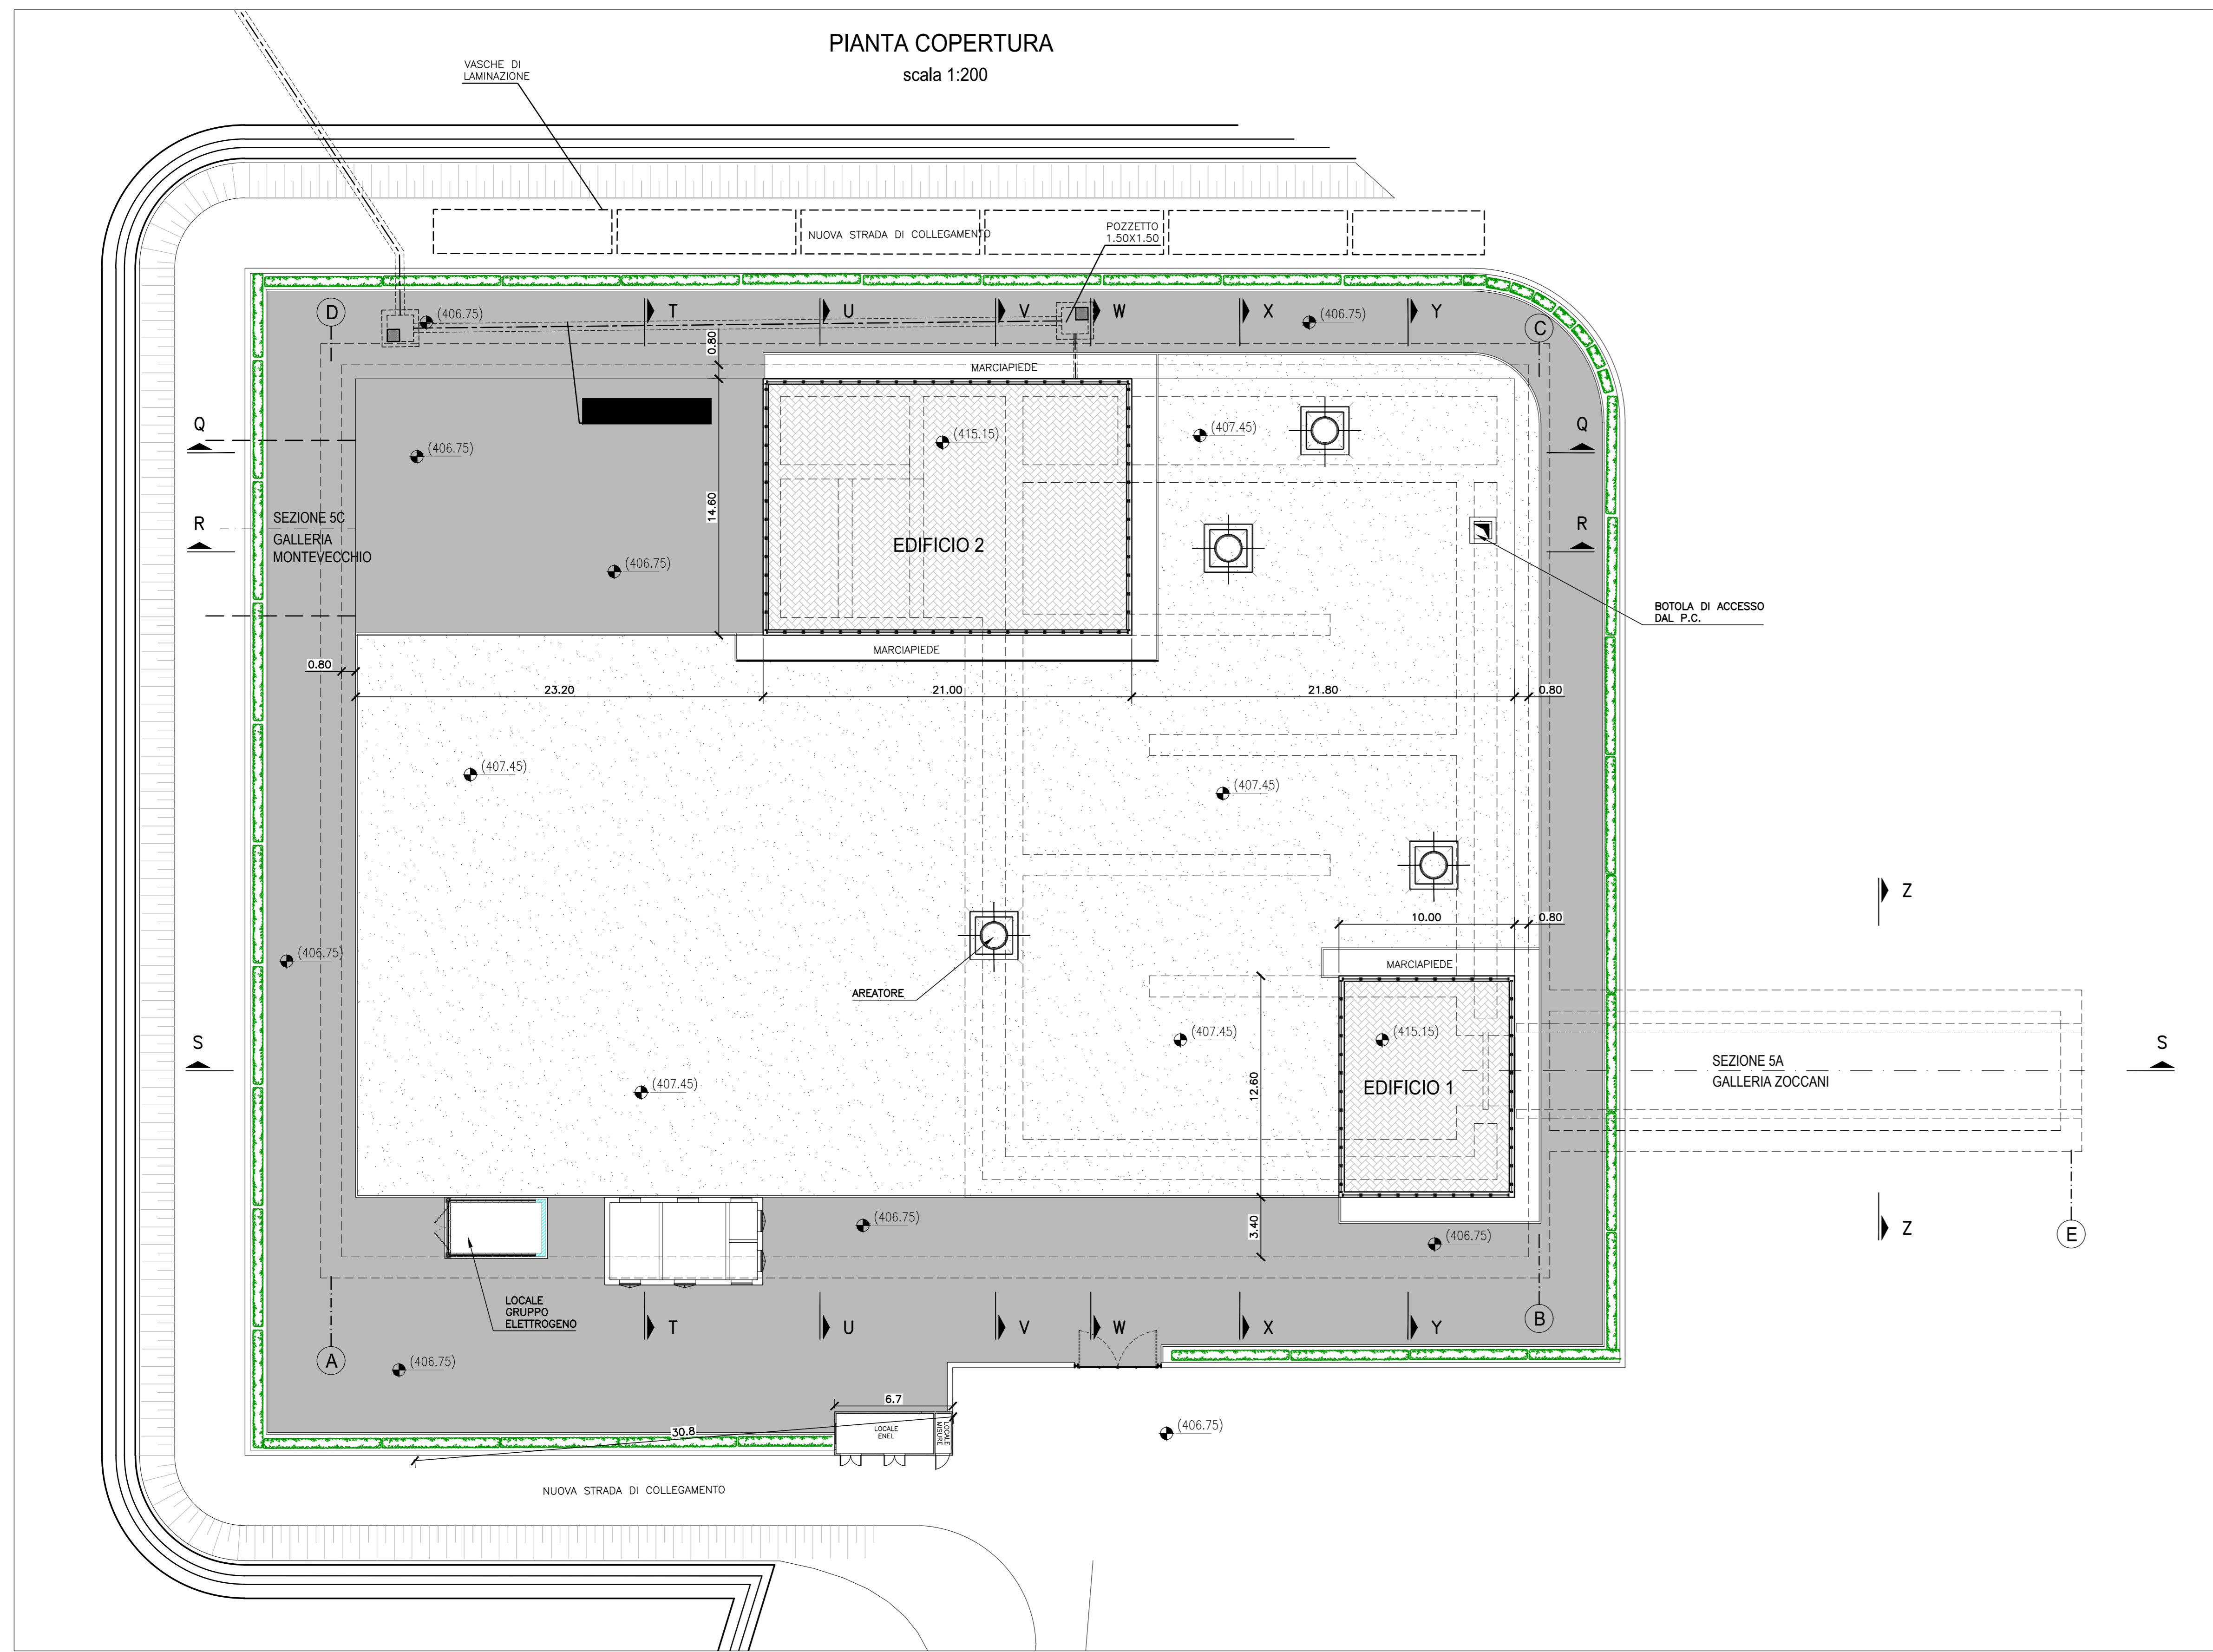 PIANTA COPERTURA
scala 1:200
VASCHE DI
LAMINAZIONE
NUOVA STRADA DI COLLEGAMENTO
POZZETTO
1.50X1.50
D
(406.75)
T
U
V
W
X
(406.75)
Y
C
0.80
MARCIAPIEDE
Q
(406.75)
(415.15)
(407.45)
Q
14.60
SEZIONE 5C
GALLERIA
MONTEVECCHIO
R
R
EDIFICIO 2
(406.75)
BOTOLA DI ACCESSO
DAL P.C.
MARCIAPIEDE
0.80
23.20
21.00
21.80
0.80
(407.45)
(407.45)
Z
10.00
0.80
(406.75)
MARCIAPIEDE
AREATORE
S
(407.45)
(415.15)
S
SEZIONE 5A
GALLERIA ZOCCANI
(407.45)
12.60
EDIFICIO 1
(406.75)
3.40
(406.75)
Z
E
LOCALE
GRUPPO
ELETTROGENO
T
U
V
W
X
Y
B
A
(406.75)
6.7
30.8
LOCALE
ENEL
LOCALE
MISURE
(406.75)
NUOVA STRADA DI COLLEGAMENTO